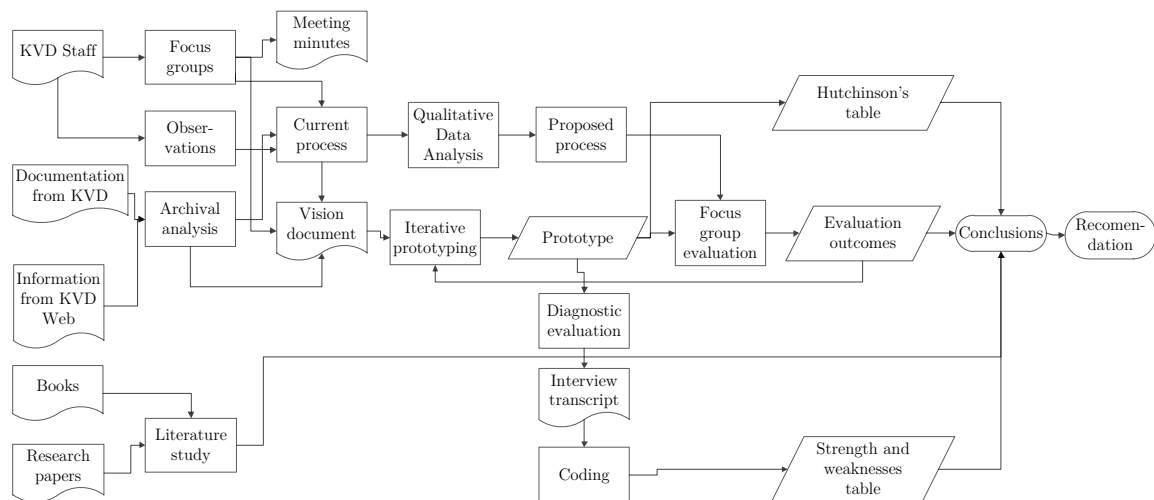 KVD Staff
Focus
groups
Meeting
minutes
Obser-
vations
Current
process
Qualitative
Data
Analysis
Proposed
process
Hutchinson's
table
Documentation
from KVD
Archival
analysis
Vision
document
Iterative
prototyping
Prototype
Focus
group
evaluation
Evaluation
outcomes
Conclusions
Recomen-
dation
Information
from KVD
Web
Diagnostic
evaluation
Books
Interview
transcript
Literature
study
Research
papers
Coding
Strength and
weaknesses
table